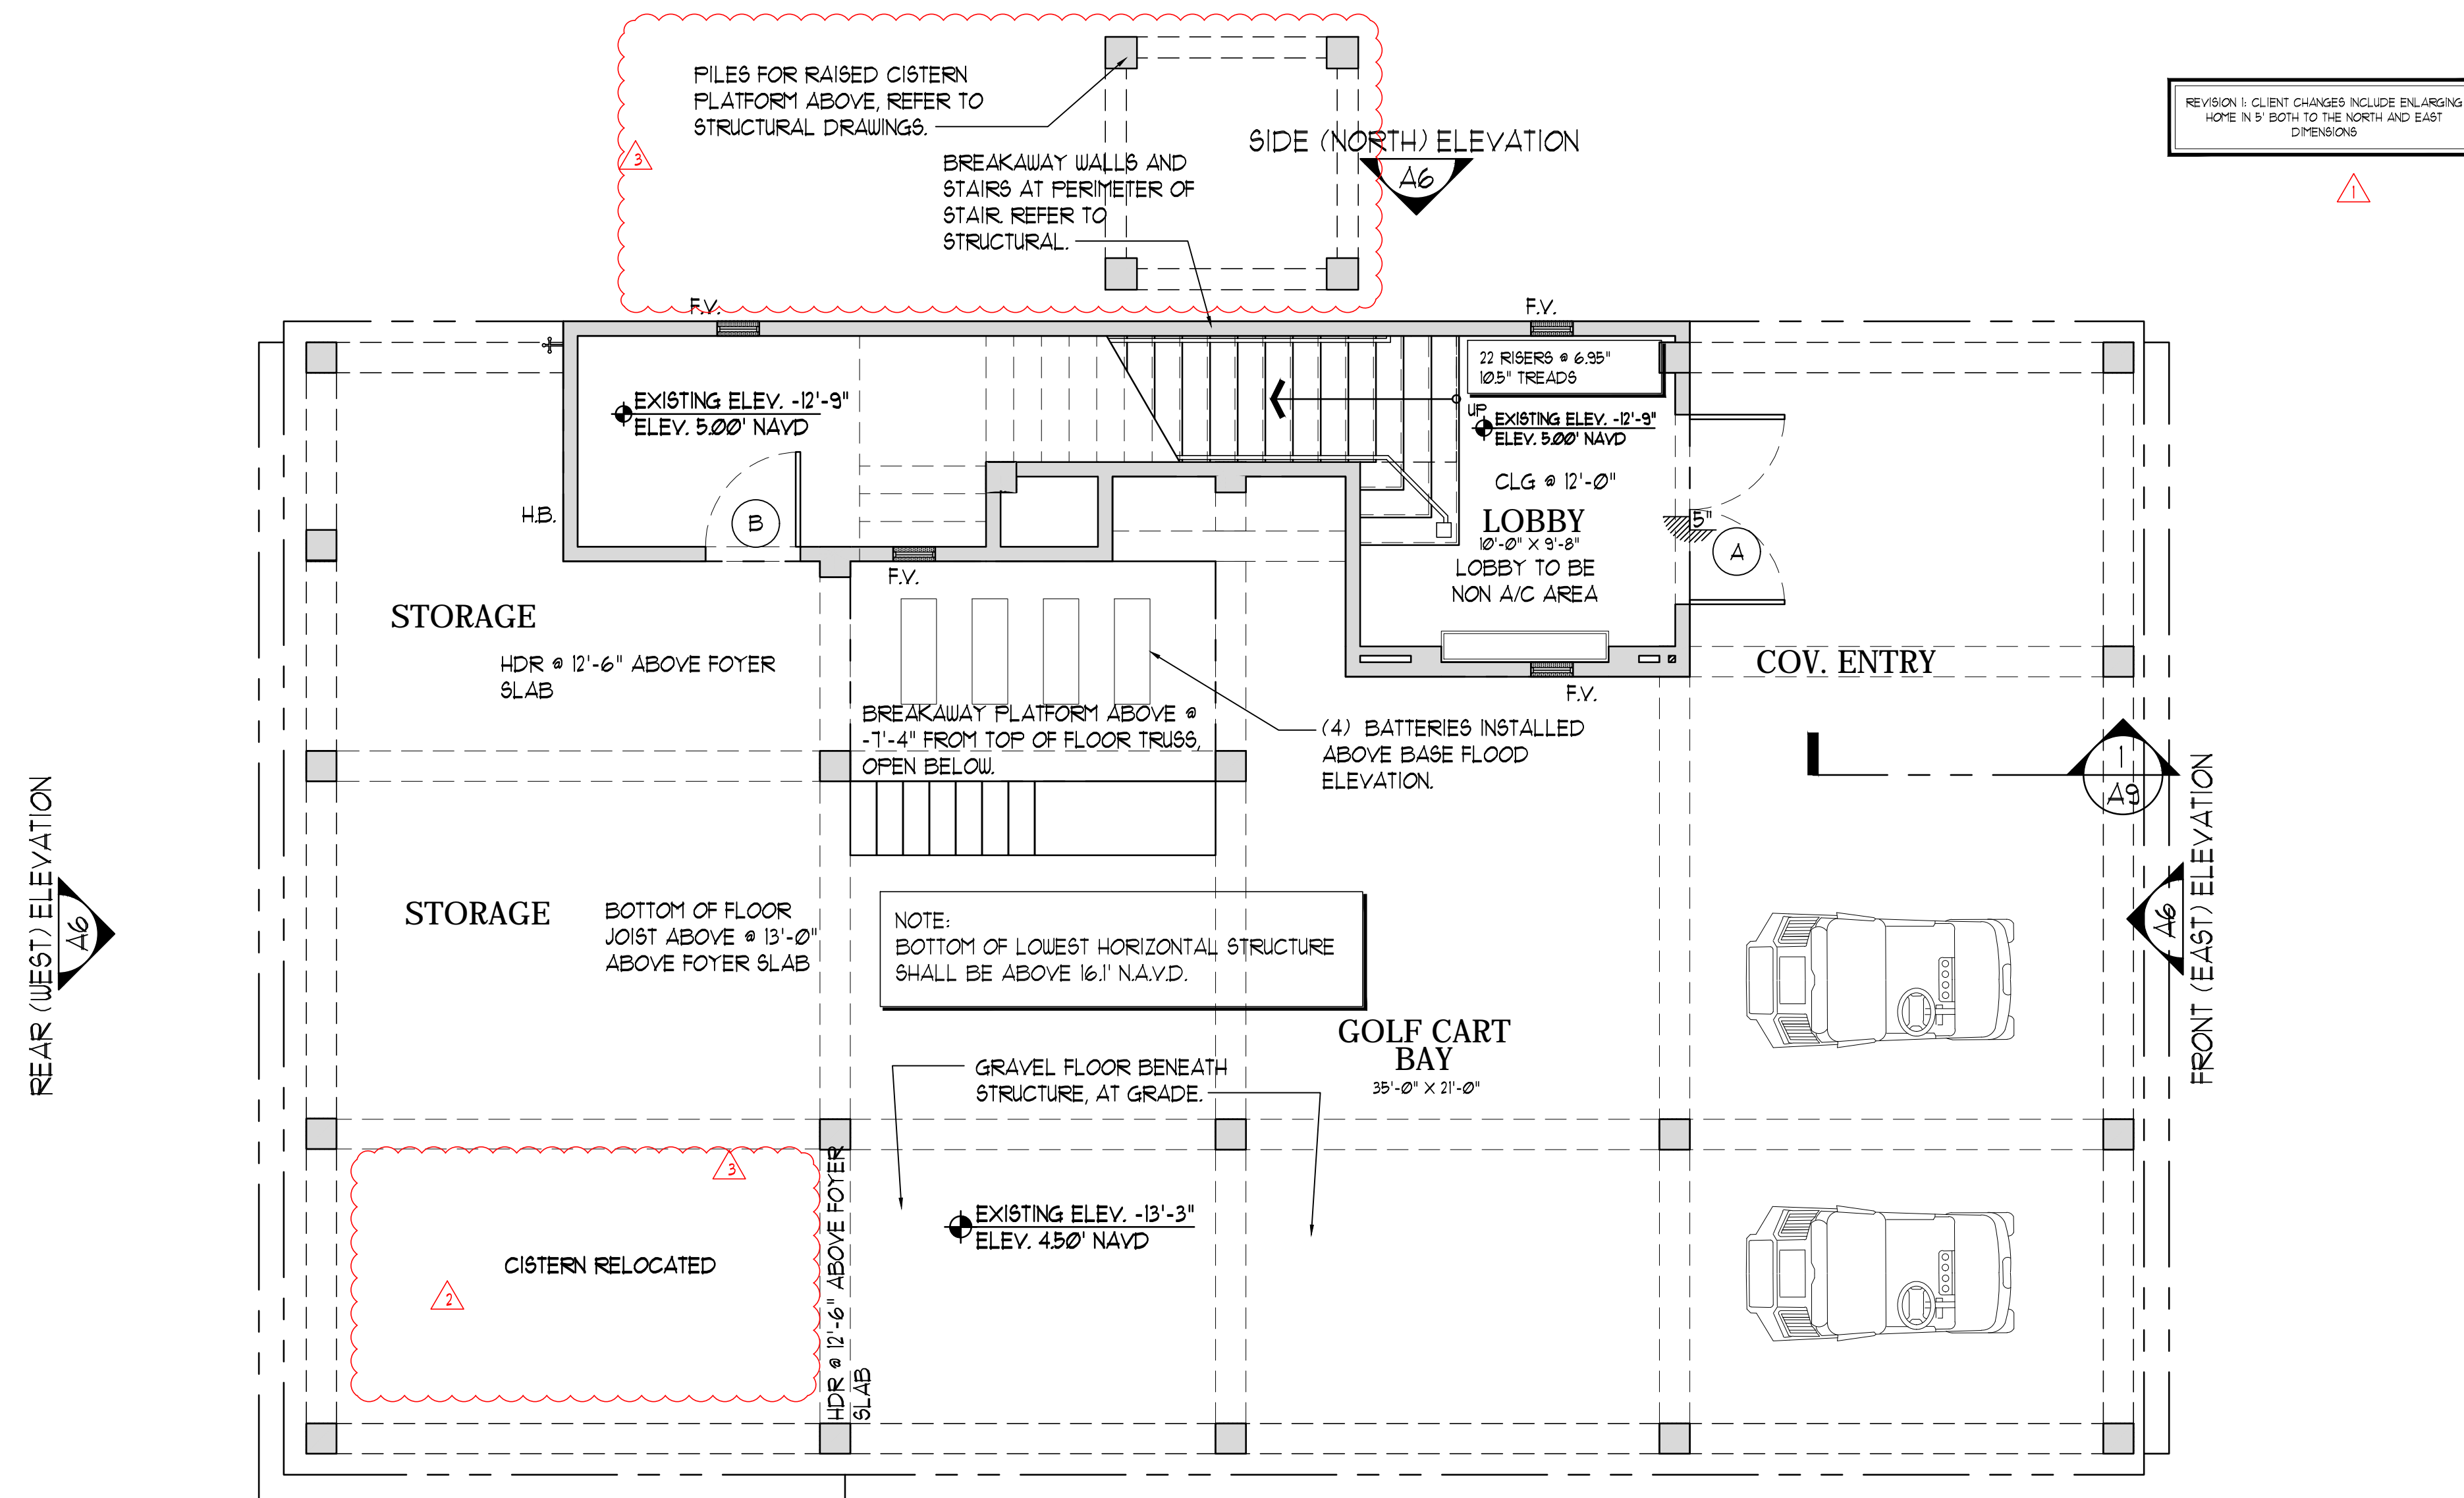 PILES FOR RAISED CISTERN
PLATFORM ABOVE, REFER TO
STRUCTURAL DRAWINGS.
3
BREAKAWAY WALLS AND
STAIRS AT PERIMETER OF
STAIR. REFER TO
STRUCTURAL.
SIDE (NORTH) ELEVATION
A6
REVISION 1: CLIENT CHANGES INCLUDE ENLARGING
HOME IN 5' BOTH TO THE NORTH AND EAST
DIMENSIONS
1
F.V.
F.V.
22 RISERS @ 6.95"
10.5" TREADS
EXISTING ELEV. -12'-9"
ELEV. 5.00' NAVD
UP
EXISTING ELEV. -12'-9"
ELEV. 5.00' NAVD
CLG @ 12'-0"
LOBBY
10'-0" X 9'-8"
LOBBY TO BE
NON A/C AREA
5"
A
H.B.
B
F.V.
STORAGE
HDR @ 12'-6" ABOVE FOYER
SLAB
COV. ENTRY
F.V.
BREAKAWAY PLATFORM ABOVE @
-7'-4" FROM TOP OF FLOOR TRUSS,
OPEN BELOW.
(4) BATTERIES INSTALLED
ABOVE BASE FLOOD
ELEVATION.
1
A9
REAR (WEST) ELEVATION
A6
FRONT (EAST) ELEVATION
A6
STORAGE
BOTTOM OF FLOOR
JOIST ABOVE @ 13'-0"
ABOVE FOYER SLAB
NOTE:
BOTTOM OF LOWEST HORIZONTAL STRUCTURE
SHALL BE ABOVE 16.1' N.A.V.D.
GOLF CART
BAY
35'-0" X 21'-0"
GRAVEL FLOOR BENEATH
STRUCTURE, AT GRADE.
3
EXISTING ELEV. -13'-3"
ELEV. 4.50' NAVD
CISTERN RELOCATED
2
HDR @ 12'-6" ABOVE FOYER
SLAB